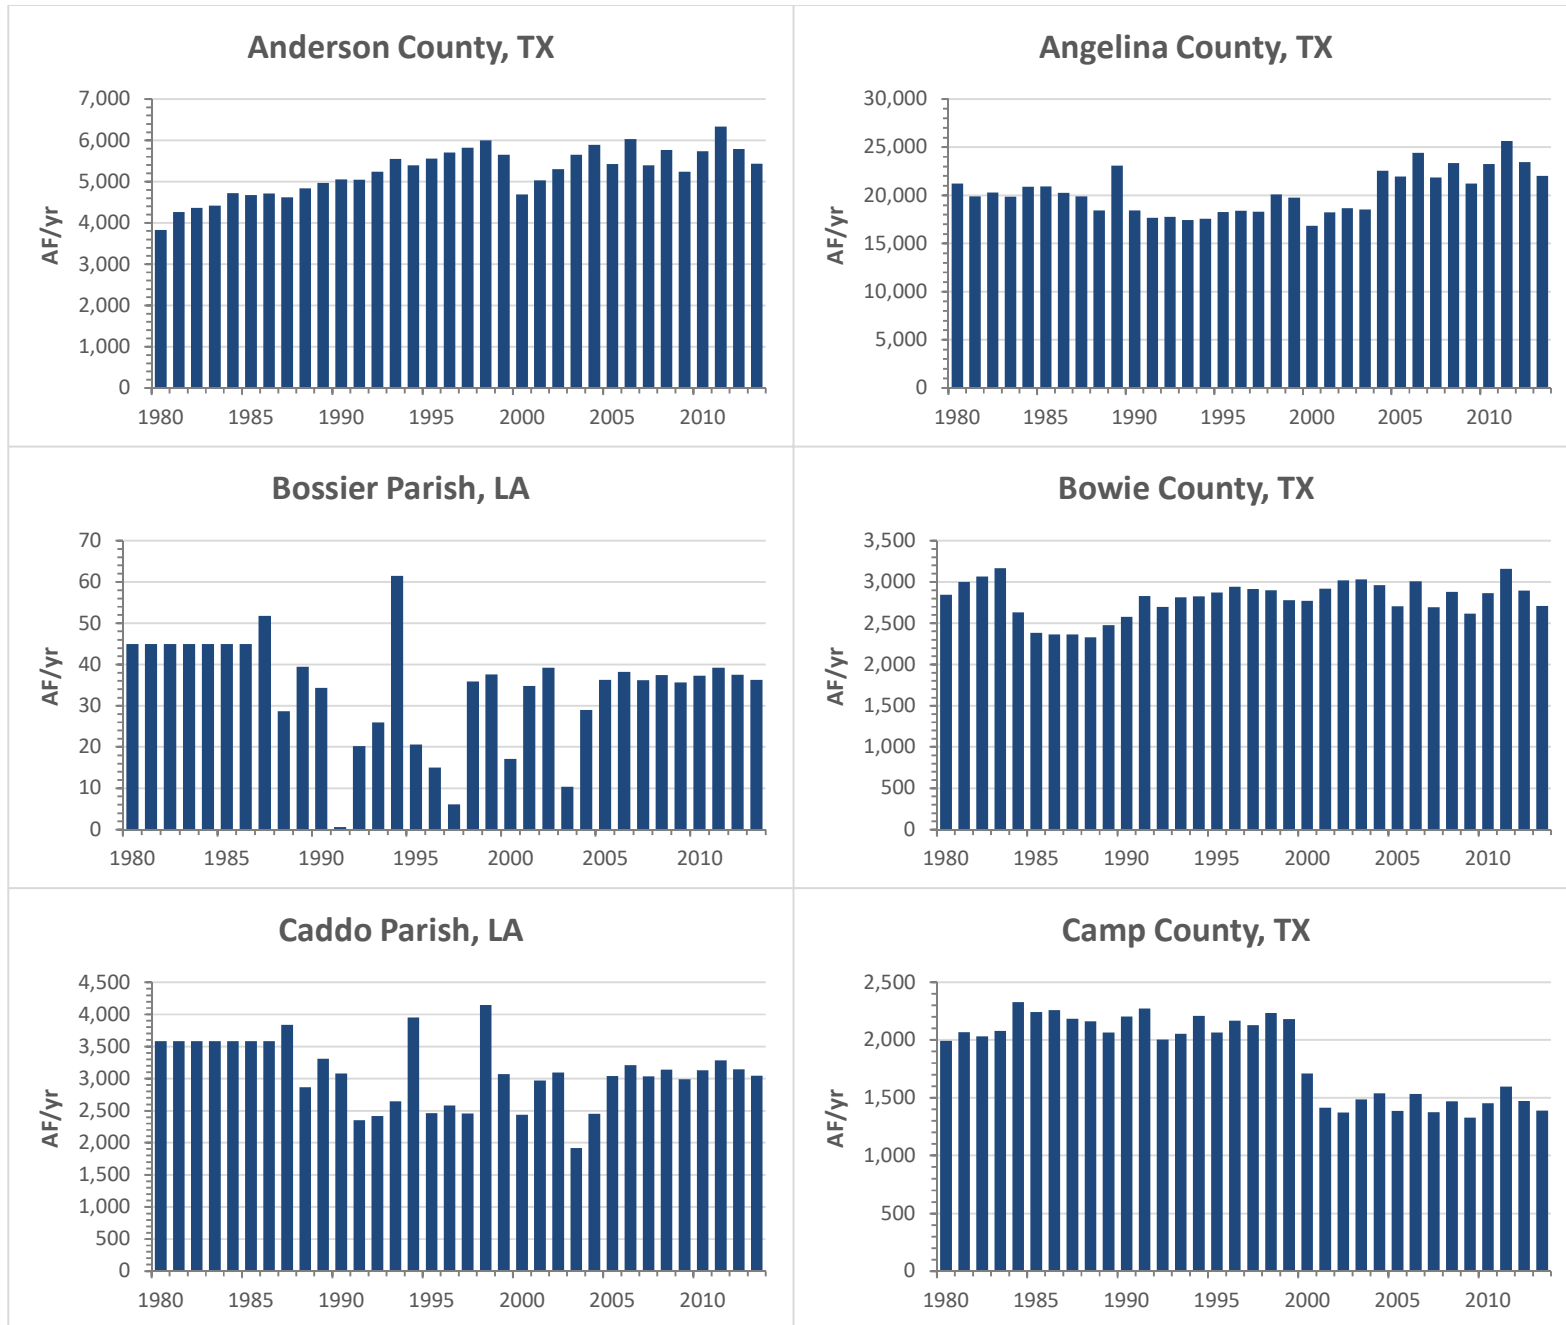 Anderson County, TX
7,000
6,000
5,000
4,000
3,000
2,000
1,000
0
AF/yr
1980 1985 1990 1995 2000 2005 2010
Angelina County, TX
30,000
25,000
20,000
15,000
10,000
5,000
0
AF/yr
1980 1985 1990 1995 2000 2005 2010
Bossier Parish, LA
70
60
50
40
30
20
10
0
AF/yr
1980 1985 1990 1995 2000 2005 2010
Bowie County, TX
3,500
3,000
2,500
2,000
1,500
1,000
500
0
AF/yr
1980 1985 1990 1995 2000 2005 2010
Caddo Parish, LA
4,500
4,000
3,500
3,000
2,500
2,000
1,500
1,000
500
0
AF/yr
1980 1985 1990 1995 2000 2005 2010
Camp County, TX
2,500
2,000
1,500
1,000
500
0
AF/yr
1980 1985 1990 1995 2000 2005 2010